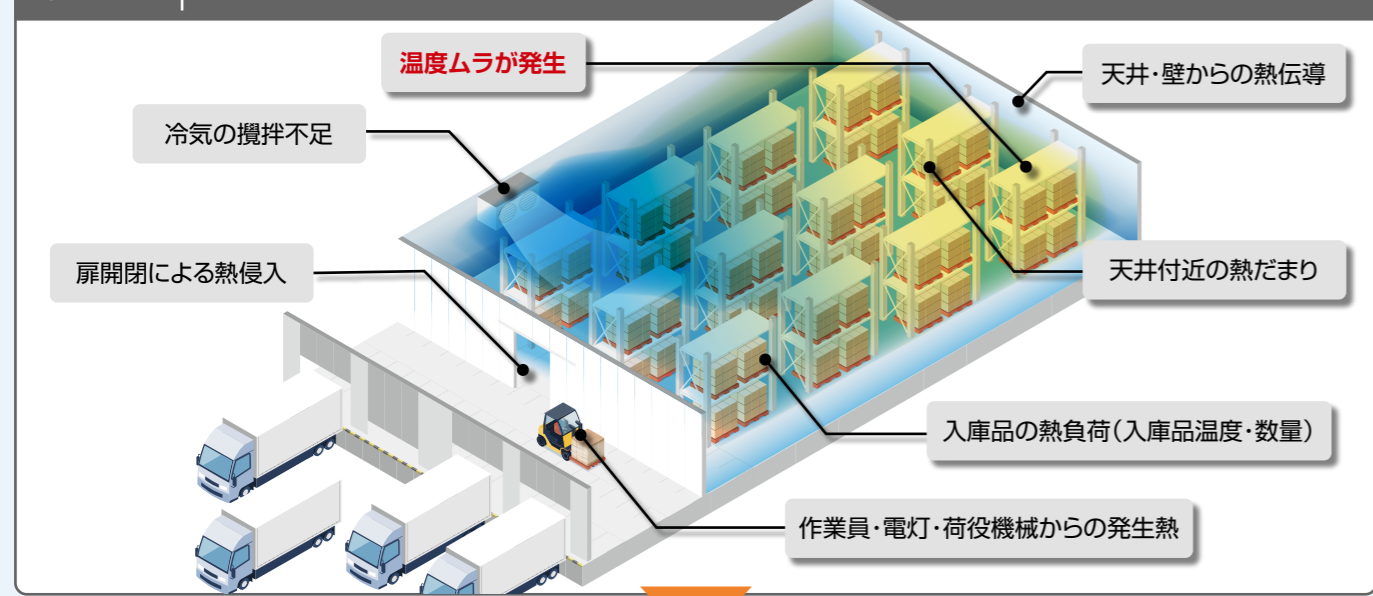 温度ムラが発生
天井・壁からの熱伝導
冷気の攪拌不足
扉開閉による熱侵入
天井付近の熱だまり
入庫品の熱負荷(入庫品温度・数量)
作業員・電灯・荷役機械からの発生熱